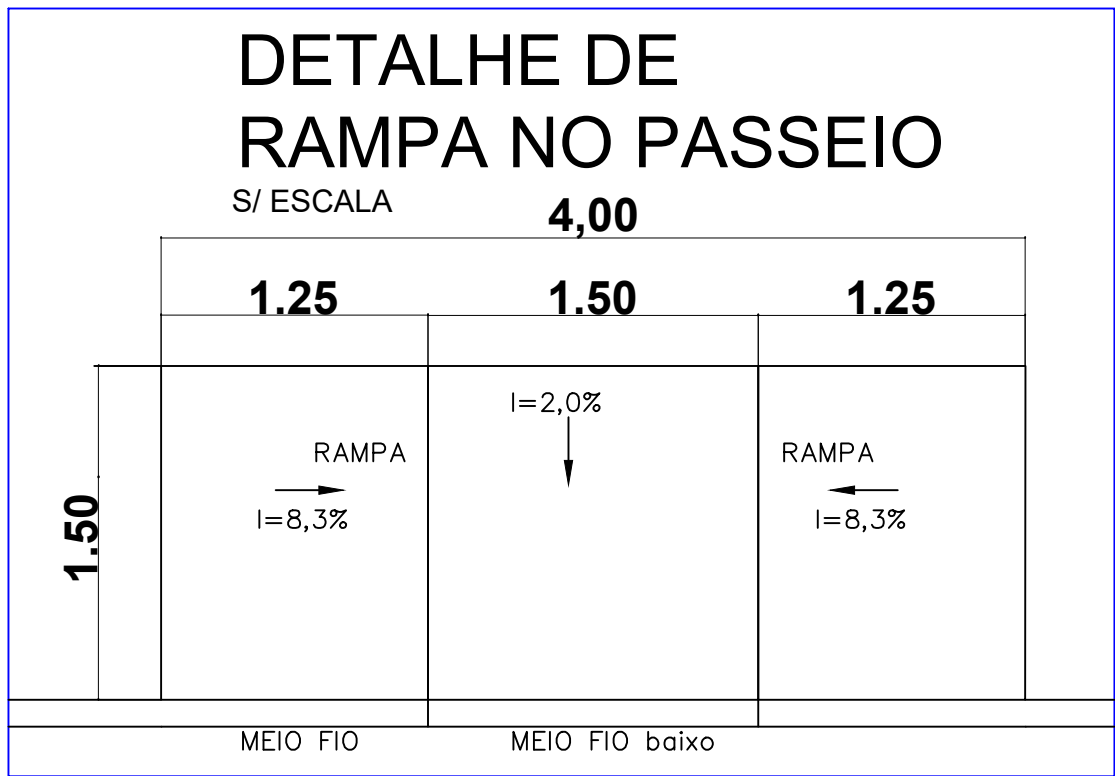 DETALHE DE
RAMPA NO PASSEIO
S/ ESCALA
4,00
1.25
1.50
1.25
I=2,0%
RAMPA
RAMPA
I=8,3%
I=8,3%
1.50
MEIO FIO
MEIO FIO baixo